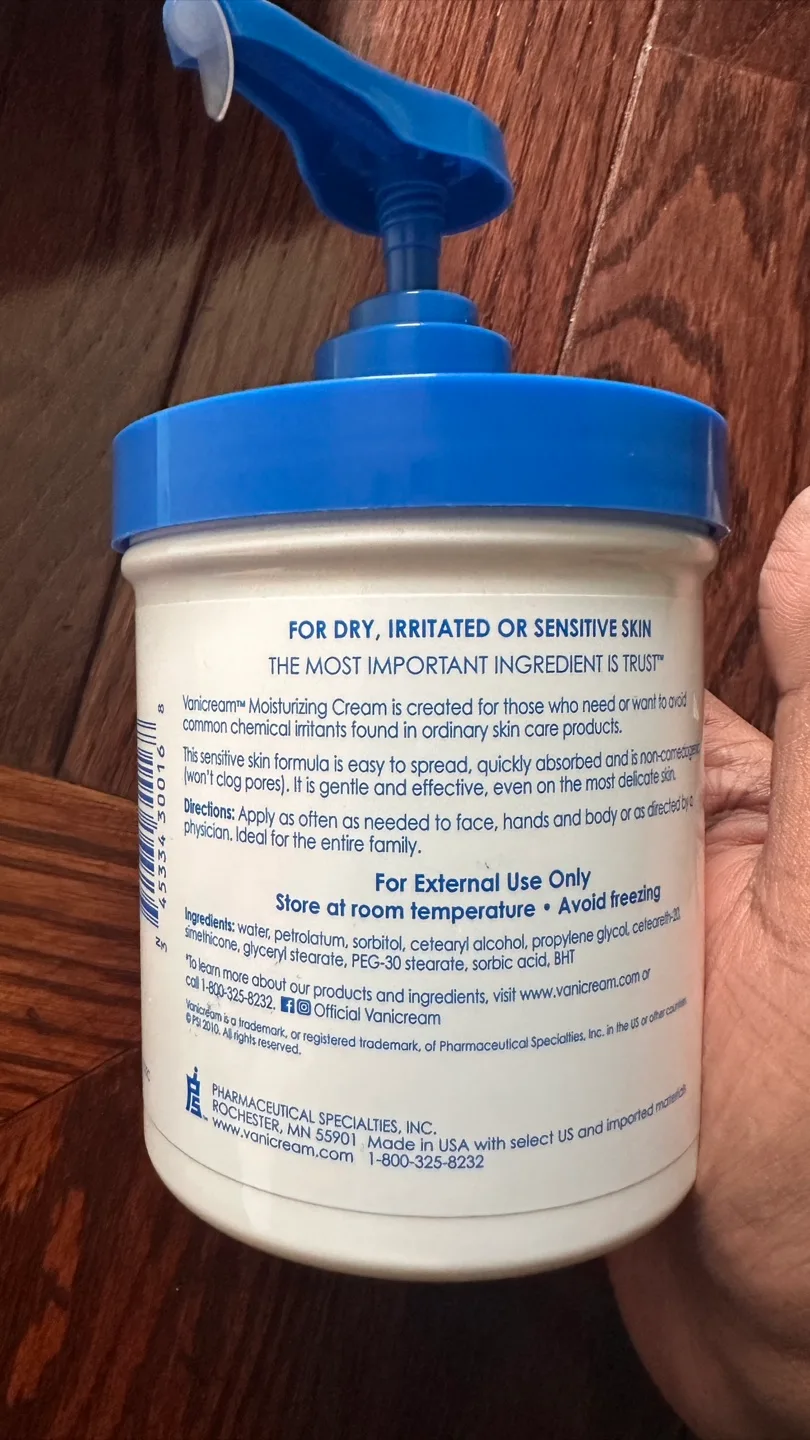 FOR DRY, IRRITATED OR SENSITIVE SKIN
THE MOST IMPORTANT INGREDIENT IS TRUST™
Vanicream™ Moisturizing Cream is created for those who need or want to avoid
common chemical irritants found in ordinary skin care products.
This sensitive skin formula is easy to spread, quickly absorbed and is
(won't clog pores). It is gentle and effective, even on the most delicate skin.
Directions: Apply as often as needed to face, hands and body or as directed by a
physician. Ideal for the entire family.
For External Use Only
Store at room temperature • Avoid freezing
Ingredients: water, petrolatum, sorbitol, cetearyl alcohol, propylene glycol, ceteareth-20,
simethicone, glyceryl stearate, PEG-30 stearate, sorbic acid, BHT
*To learn more about our products and ingredients, visit www.vanicream.com or
call 1-800-325-8232. Official Vanicream
Vanicream is a trademark, or registered trademark, of Pharmaceutical Specialties, Inc. in the US or other countries.
© PSI 2010. All rights reserved.
PHARMACEUTICAL SPECIALTIES, INC.
ROCHESTER, MN 55901 Made in USA with select US and imported materials
www.vanicream.com 1-800-325-8232
3 45334 30016 8